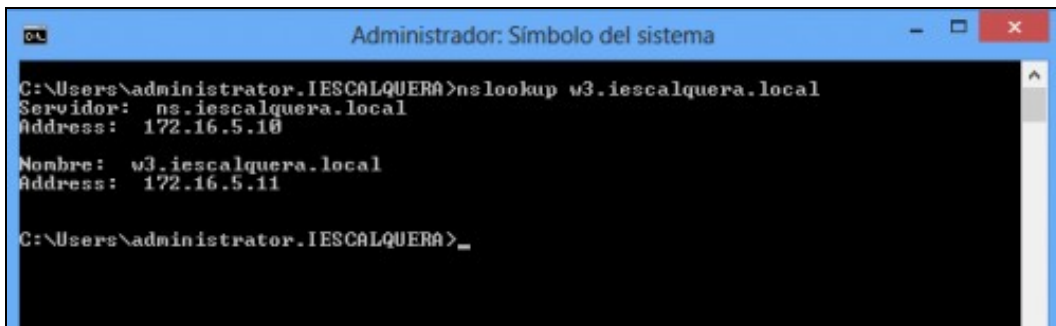 Administrador: Símbolo del sistema
C:\Users\administrator.IESCALQUERA>nslookup w3.iescalquera.local
Servidor:  ns.iescalquera.local
Address:  172.16.5.10
Nombre:  w3.iescalquera.local
Address:  172.16.5.11
C:\Users\administrator.IESCALQUERA>_